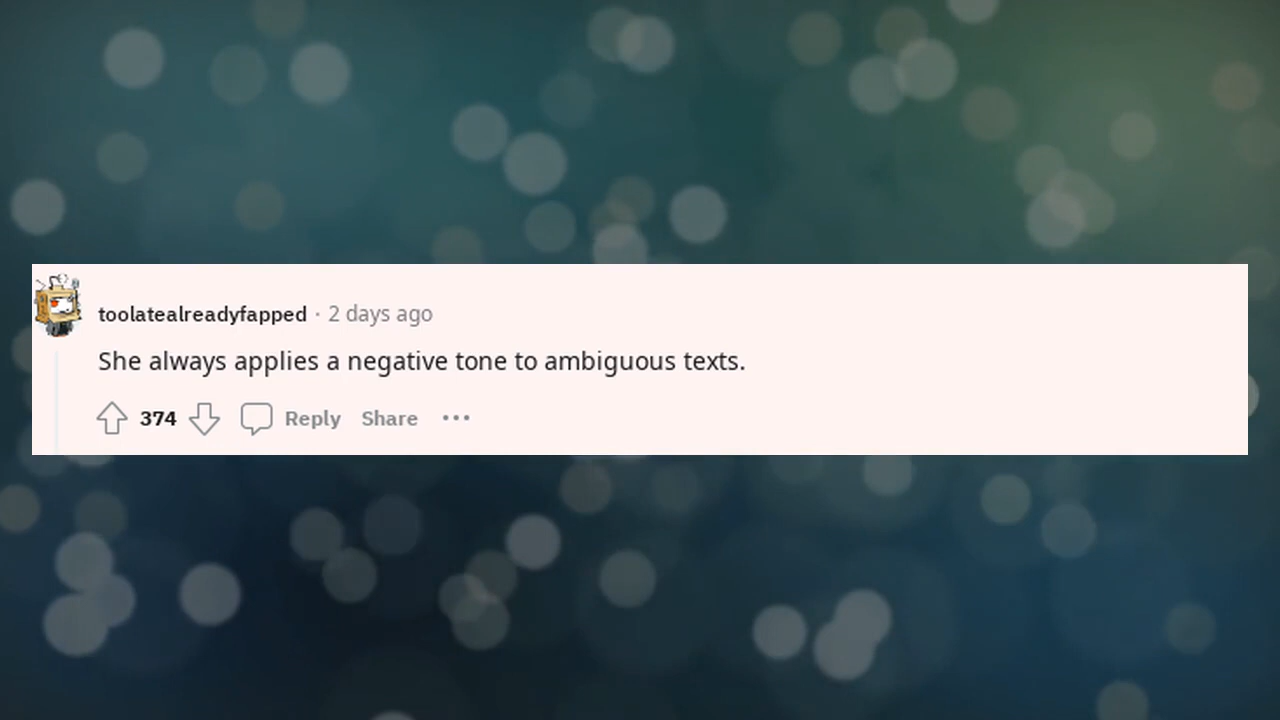 toolatealreadyfapped · 2 days ago
She always applies a negative tone to ambiguous texts.
374 Reply Share ···